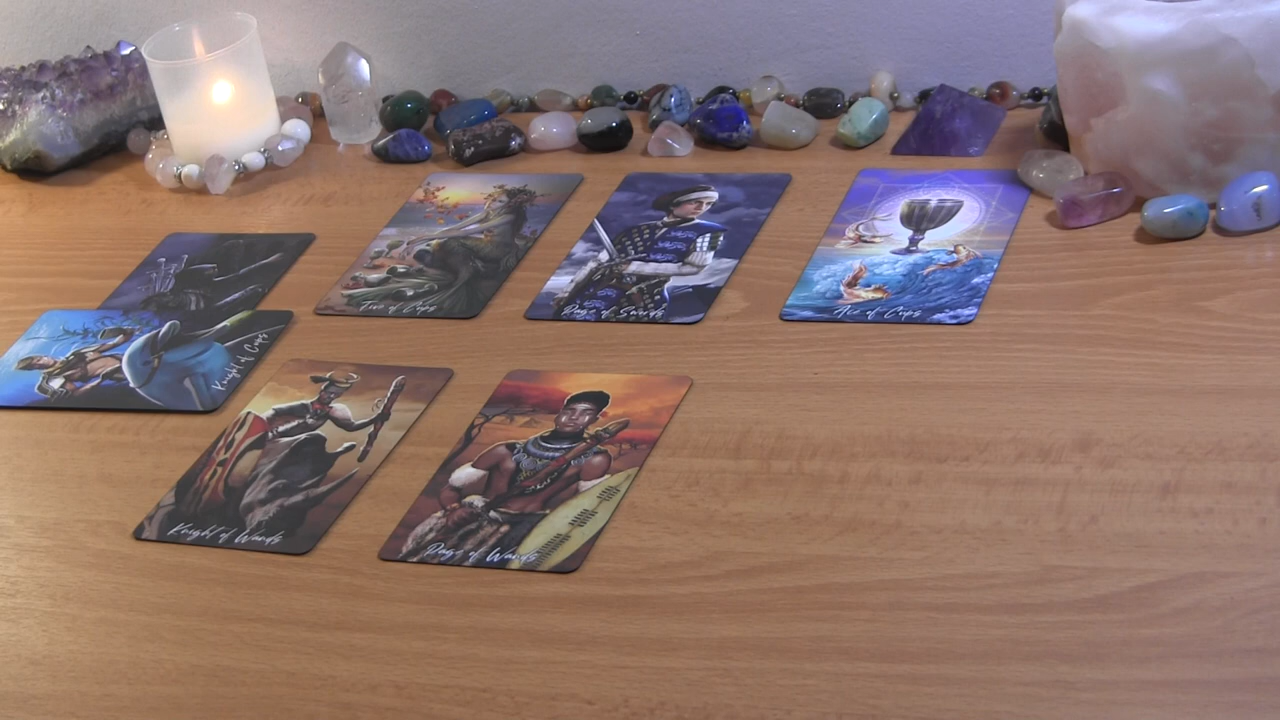 Five of Cups
Page of Swords
Ace of Cups
Knight of Cups
Knight of Wands
Page of Wands